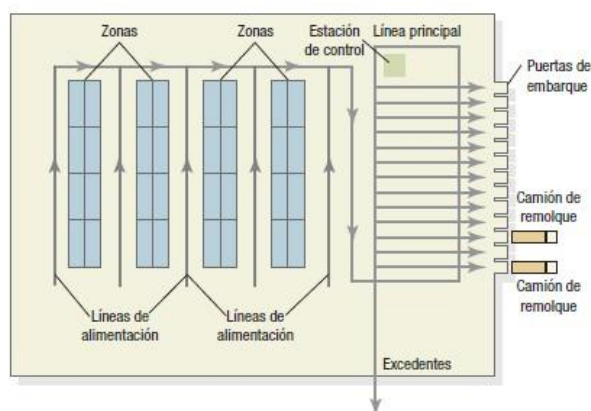 Zonas
Zonas
Estación
de control
Línea principal
Puertas de
embarque
Camión de
remolque
Camión de
remolque
Líneas de
alimentación
Líneas de
alimentación
Excedentes